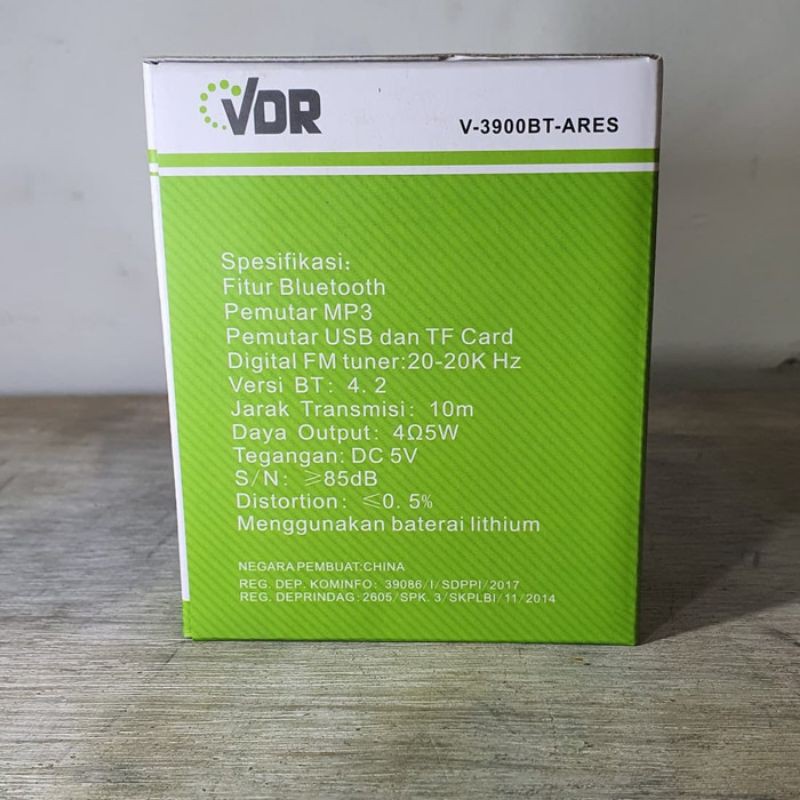 VDR
V-3900BT-ARES
Spesifikasi:
Fitur Bluetooth
Pemutar MP3
Pemutar USB dan TF Card
Digital FM tuner:20-20K Hz
Versi BT: 4.2
Jarak Transmisi: 10m
Daya Output: 4Ω5W
Tegangan: DC 5V
S/N: ≥85dB
Distortion: ≤0.5%
Menggunakan baterai lithium
NEGARA PEMBUAT:CHINA
REG. DEP. KOMINFO: 39086/I/SDPPI/2017
REG. DEPRINDAG:2605/SPK.3/SKPLBI/11/2014